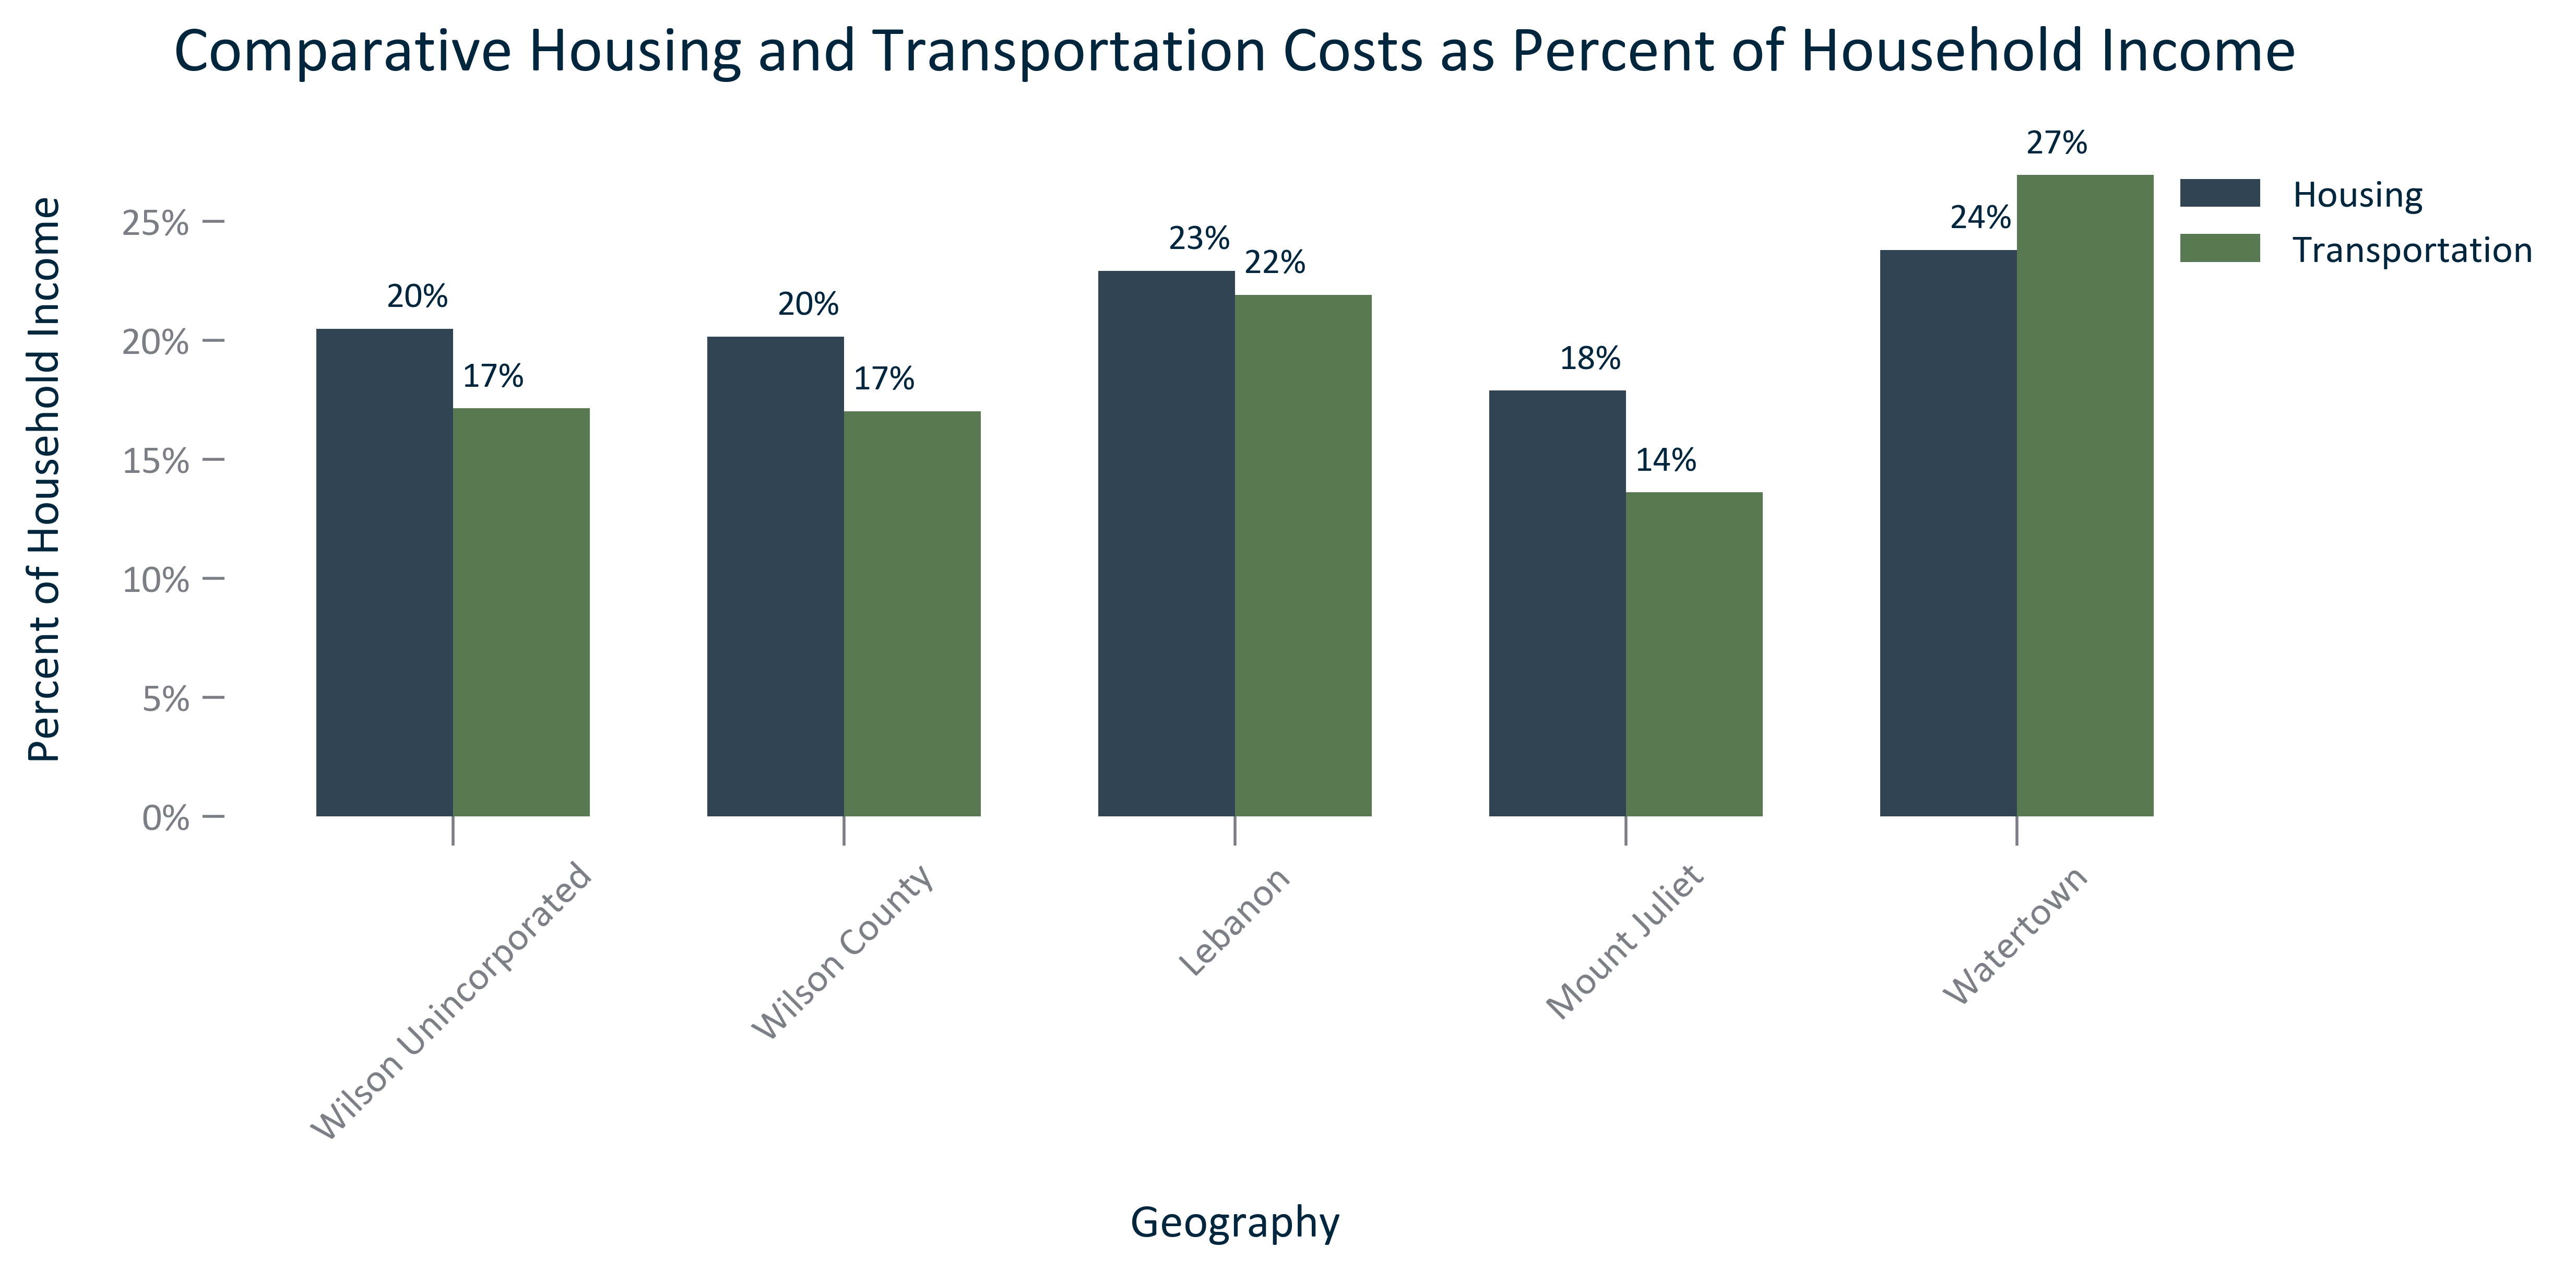 Comparative Housing and Transportation Costs as Percent of Household Income
Percent of Household Income
25%
20%
15%
10%
5%
0%
20%
17%
20%
17%
23%
22%
18%
14%
24%
27%
Housing
Transportation
Wilson Unincorporated
Wilson County
Lebanon
Mount Juliet
Watertown
Geography